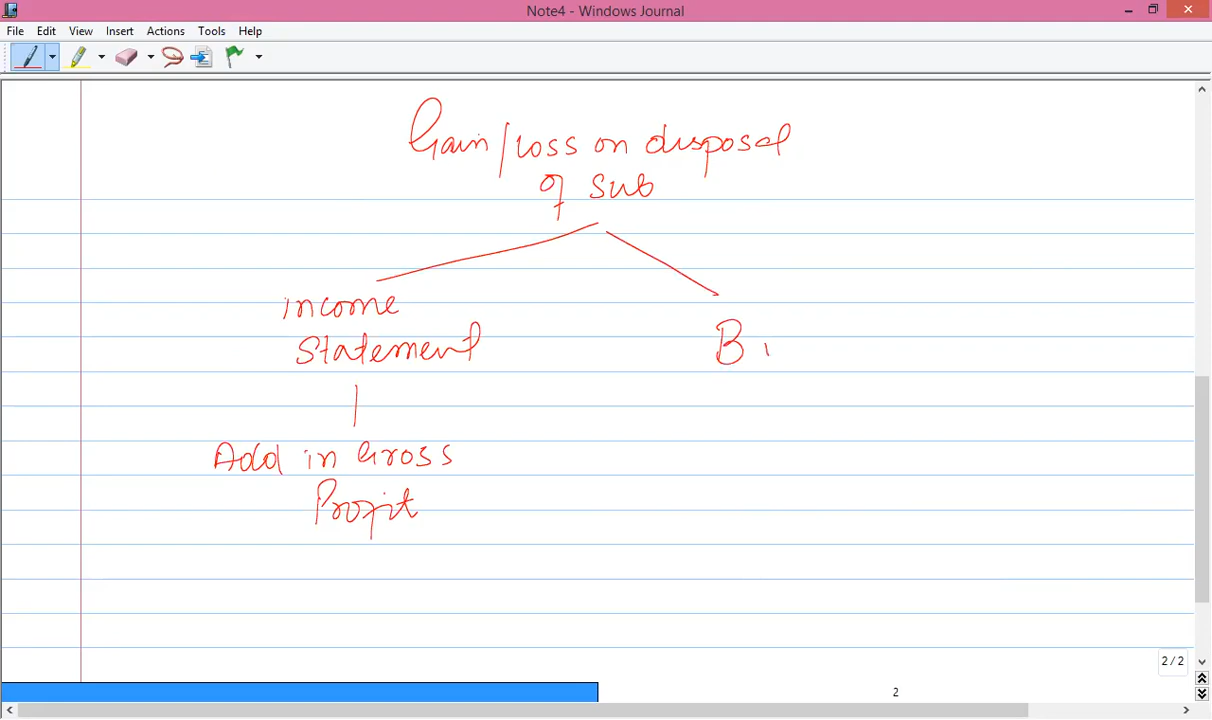 Note4 - Windows Journal
File Edit View Insert Actions Tools Help
Gain/Loss on disposal
of Sub
income
Statement
B
Add in Gross
Profit
2 / 2
2